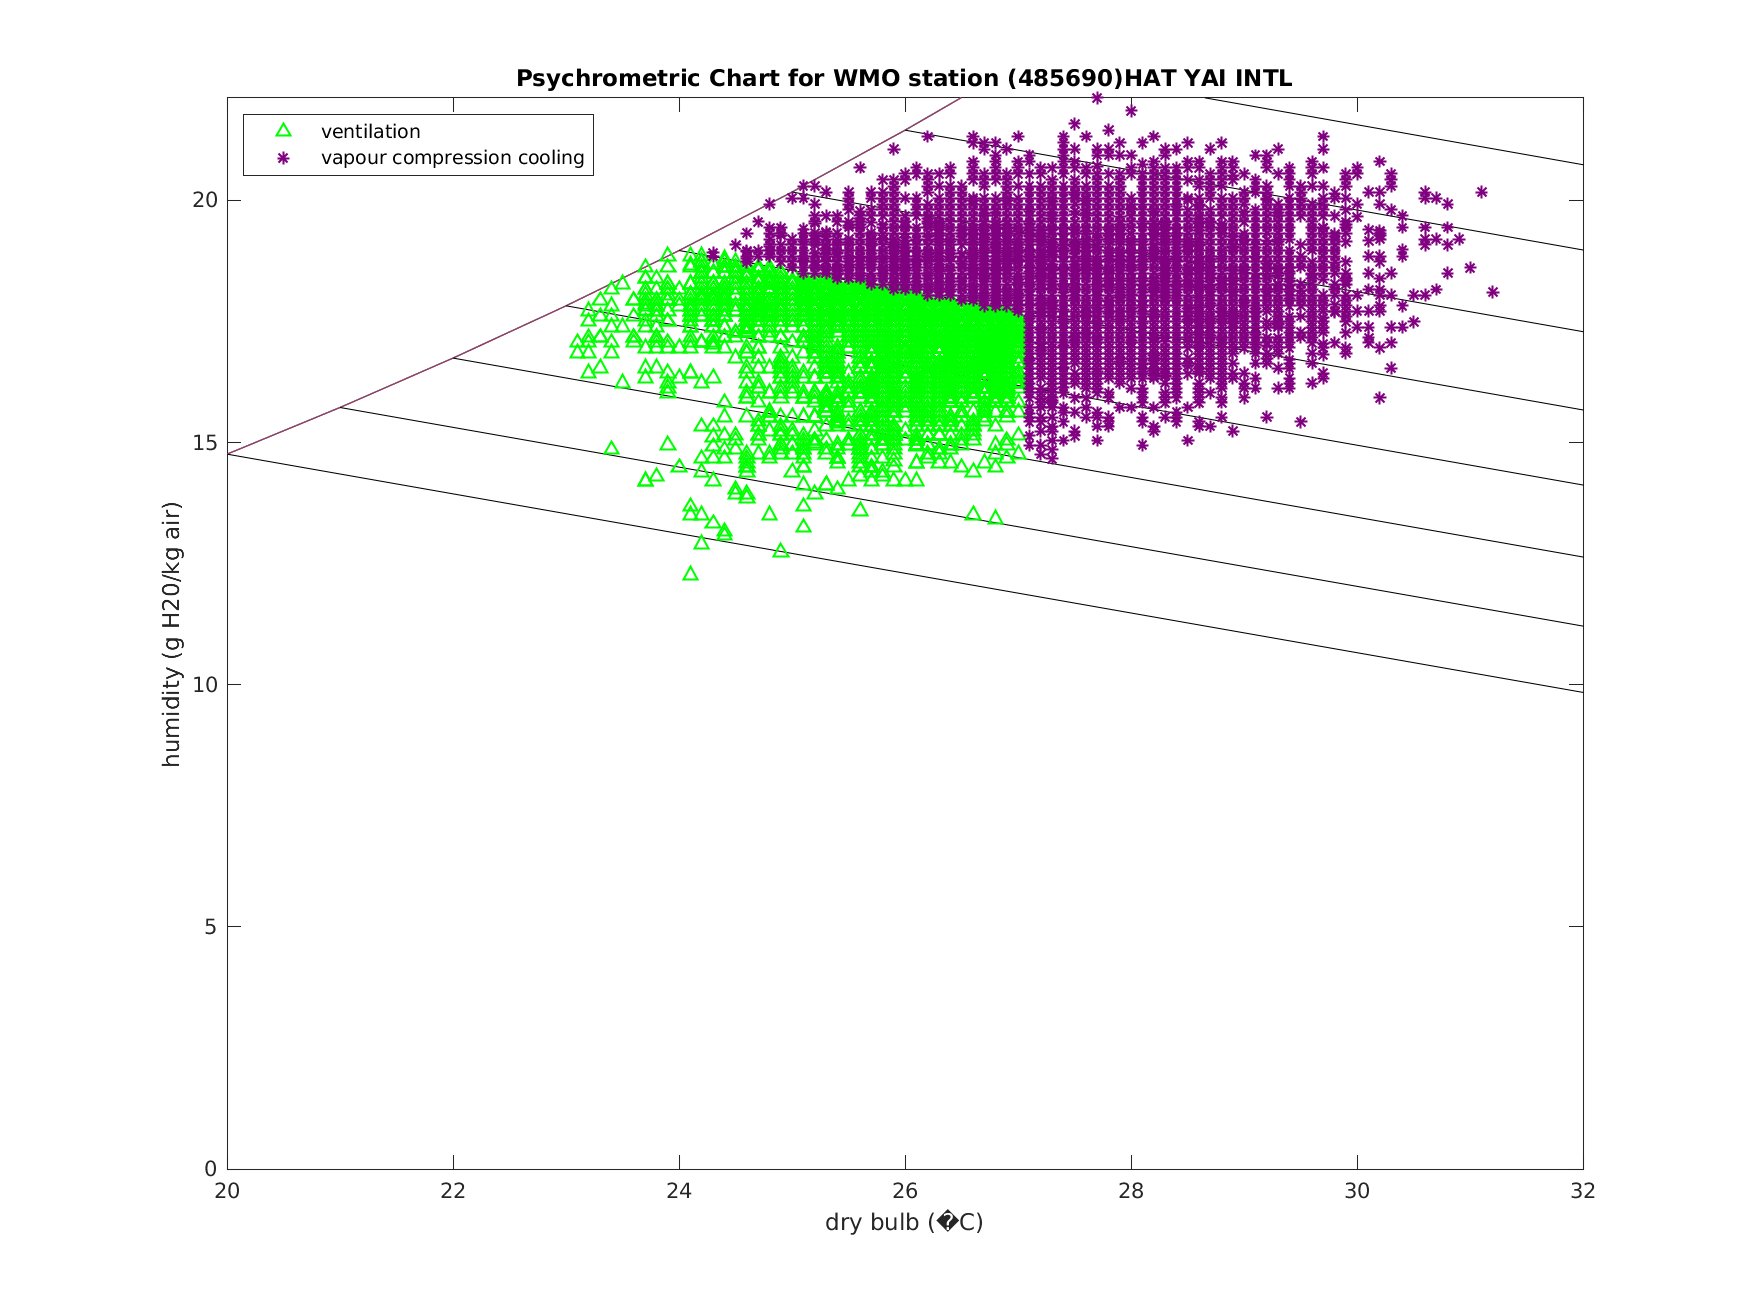 Psychrometric Chart for WMO station (485690)HAT YAI INTL
ventilation
vapour compression cooling
20
15
10
5
0
humidity (g H20/kg air)
20 22 24 26 28 30 32
dry bulb (�C)